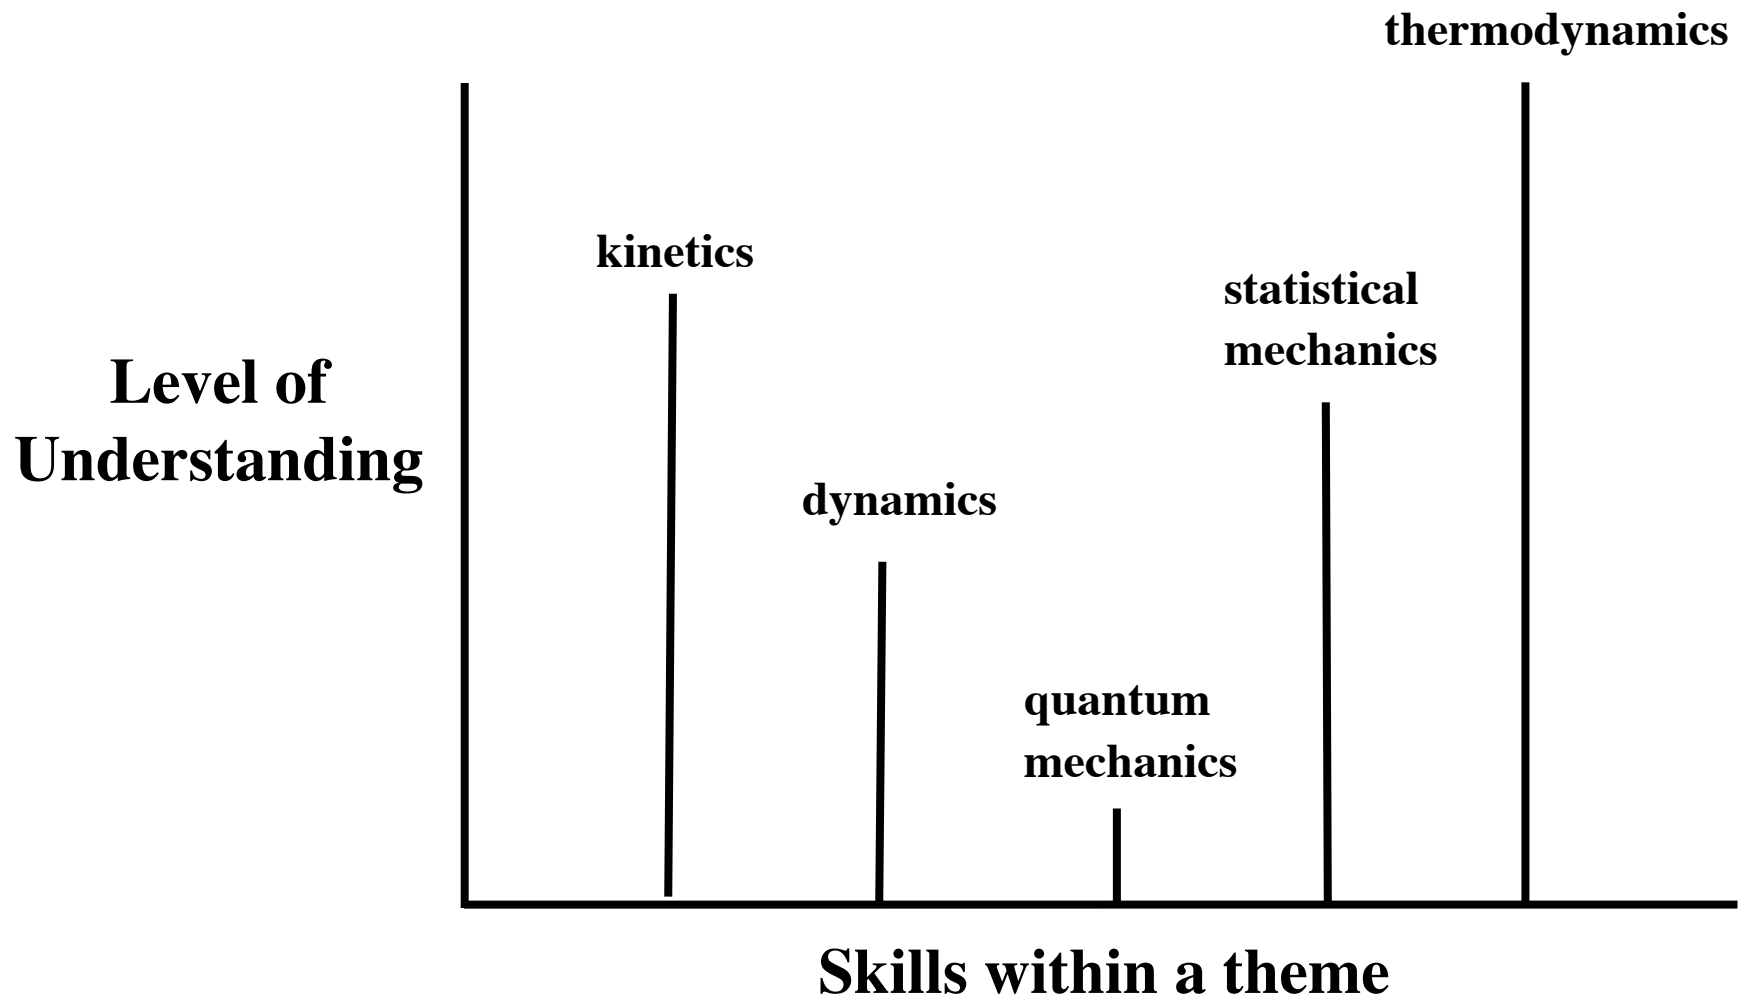 thermodynamics
kinetics
statistical
mechanics
Level of
Understanding
dynamics
quantum
mechanics
Skills within a theme